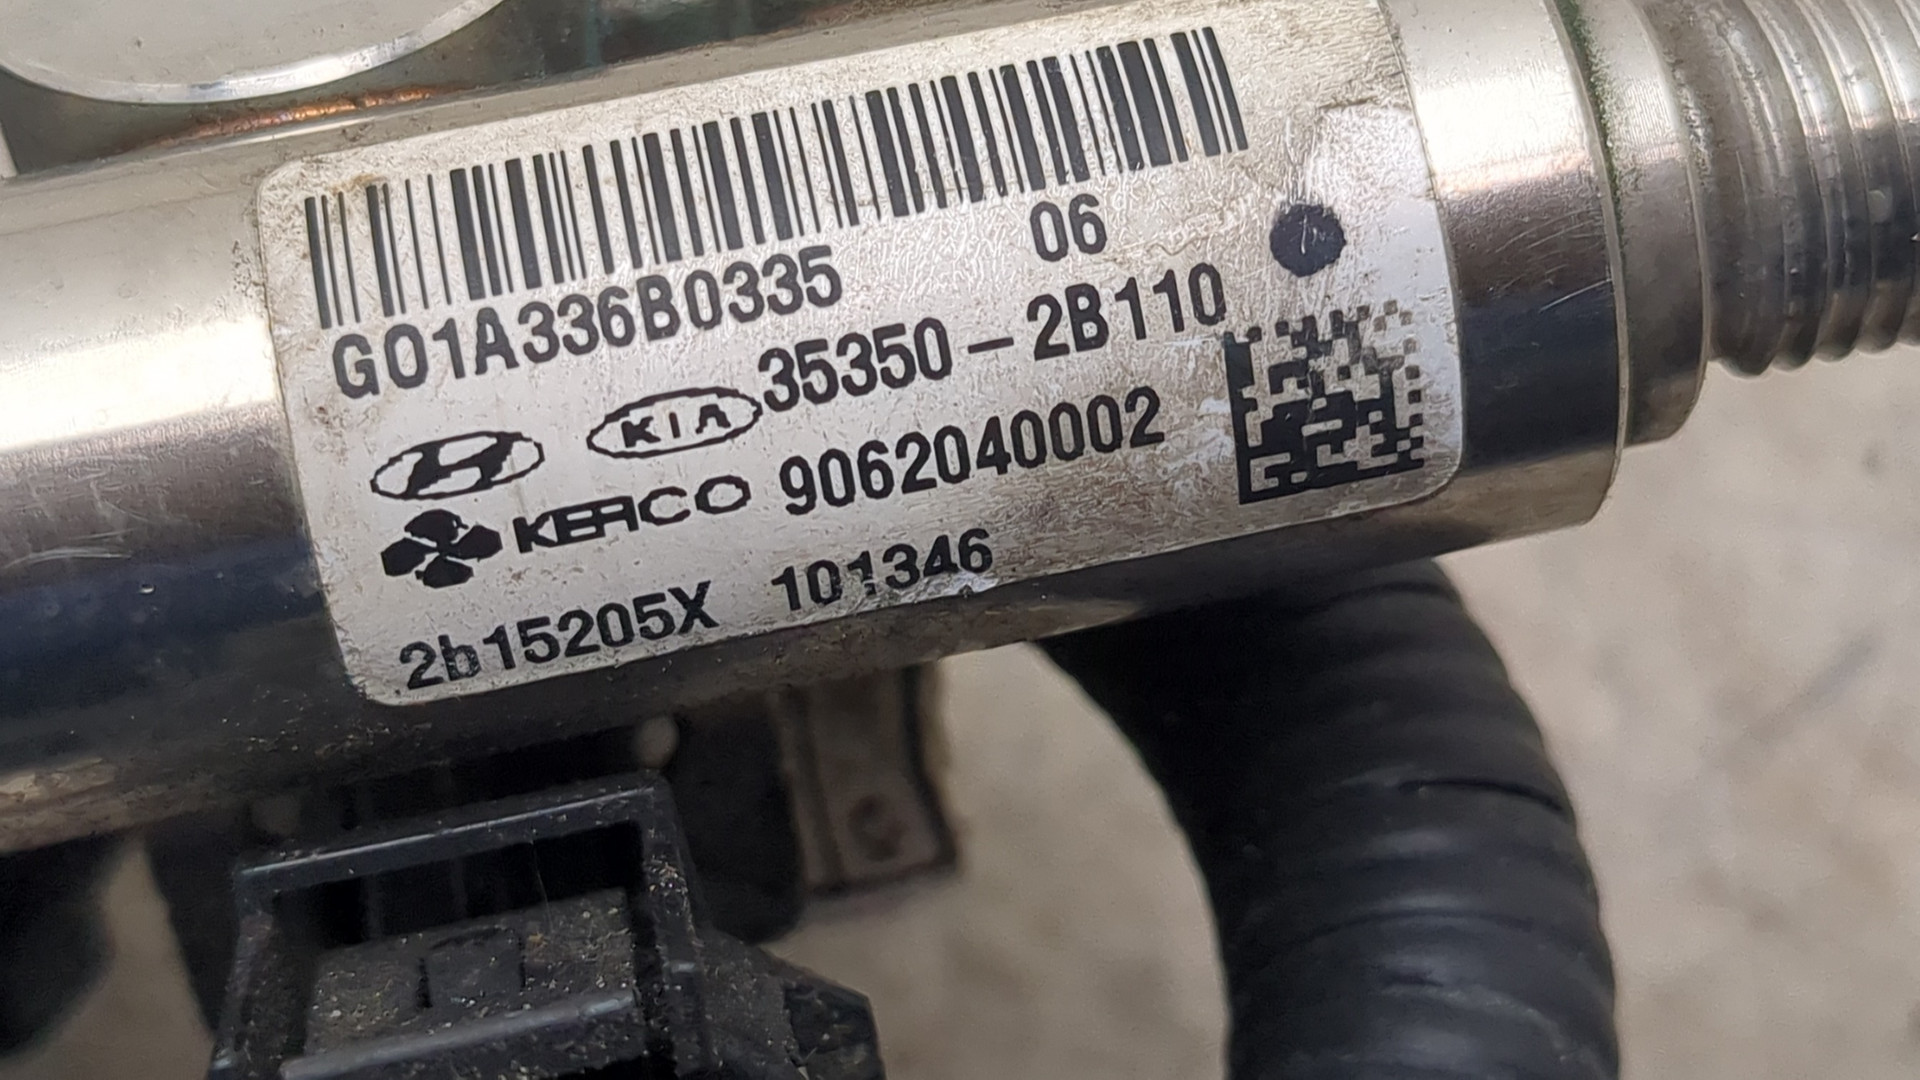 G01A336B0335 06
KIA 35350-2B110
KEFICO 9062040002
2b15205X 101346